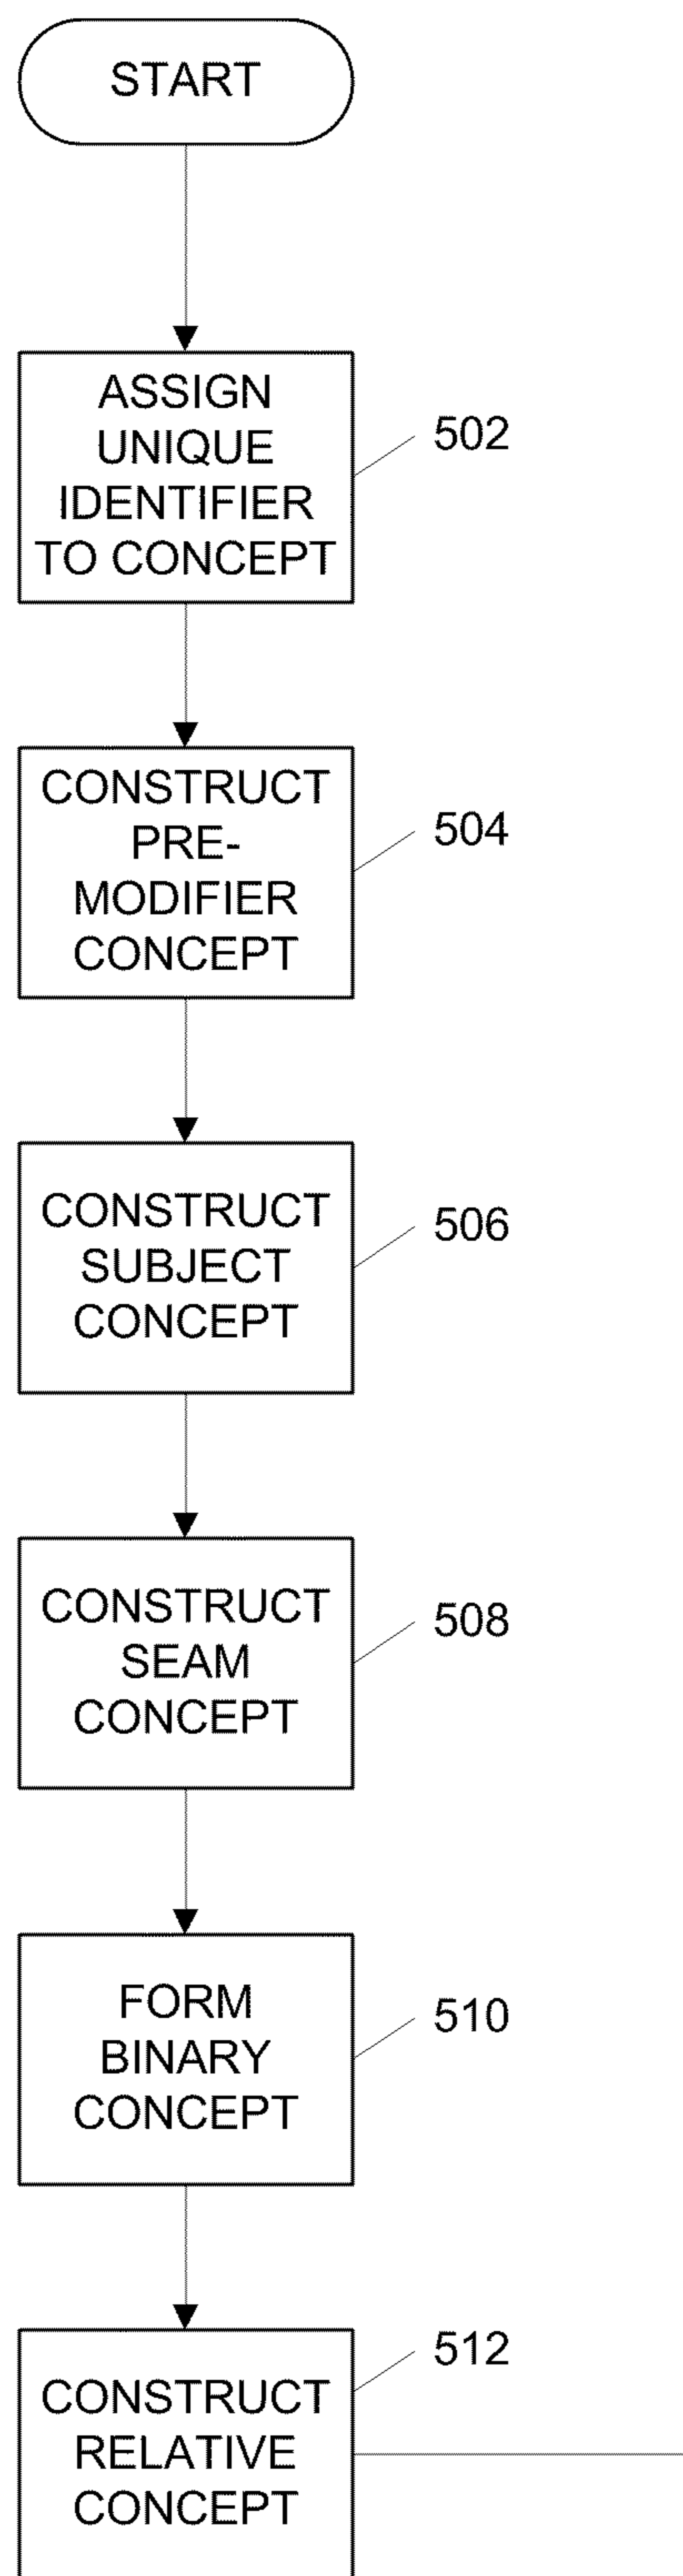 START
ASSIGN
UNIQUE
IDENTIFIER
TO CONCEPT
502
CONSTRUCT
PRE-
MODIFIER
CONCEPT
504
CONSTRUCT
SUBJECT
CONCEPT
506
CONSTRUCT
SEAM
CONCEPT
508
FORM
BINARY
CONCEPT
510
CONSTRUCT
RELATIVE
CONCEPT
512